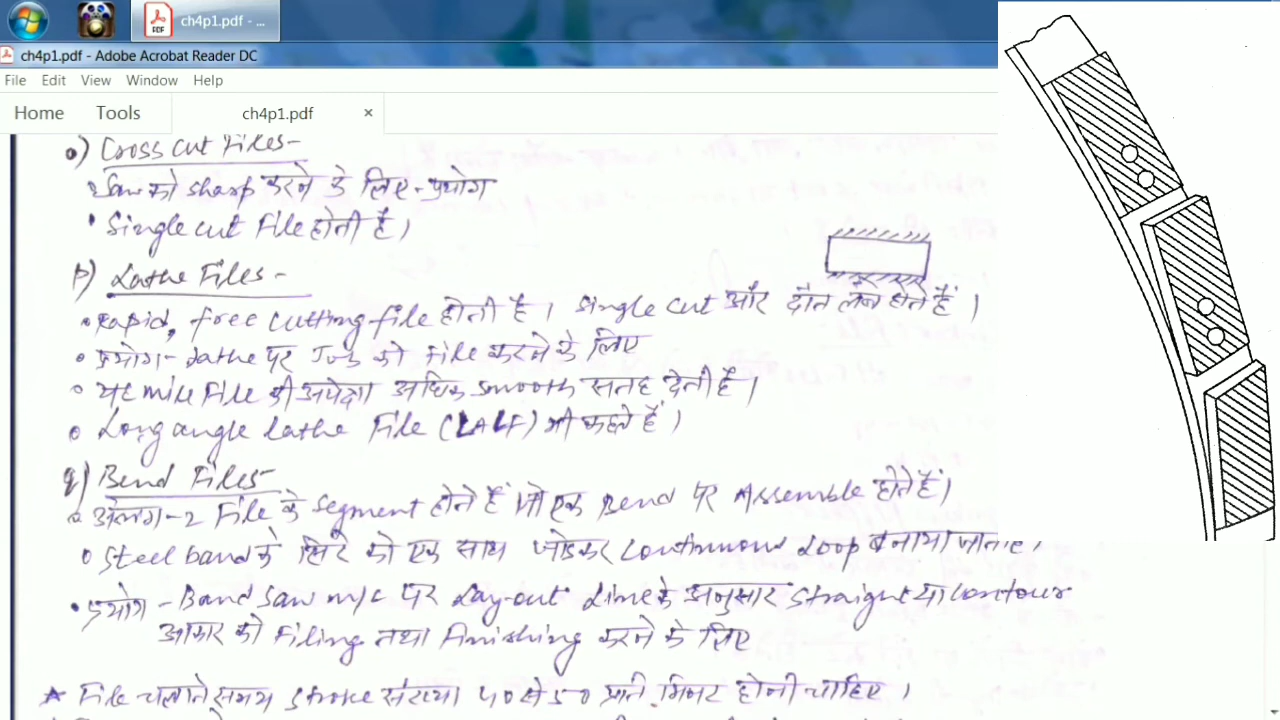 ch4p1.pdf - ...
ch4p1.pdf - Adobe Acrobat Reader DC
File Edit View Window Help
Home Tools ch4p1.pdf ×
o) Cross cut Files-
Saw को sharp करने के लिए - प्रयोग
• Single cut File होती है।
p) Lathe Files -
• Rapid, free cutting file होती है। Single cut और दाँत लम्बे होते हैं।
• प्रयोग - Lathe पर Job को File करने के लिए
• यह mill File की अपेक्षा अधिक smooth सतह देती है।
• Long angle lathe File (LALF) भी कहते हैं।
q) Bend Files-
• अलग-2 File के segment होते हैं जो एक Bend पर Assemble होते हैं।
• Steel band के सिरे को एक साथ जोडकर Continuous Loop बनाया जाता है।
• प्रयोग - Band Saw m/c पर Lay-out Line के अनुसार straight या Contour
आकार को Filing तथा Finishing करने के लिए
* File चलाते समय stroke संख्या 40 से 50 प्रति मिनट होनी चाहिए।